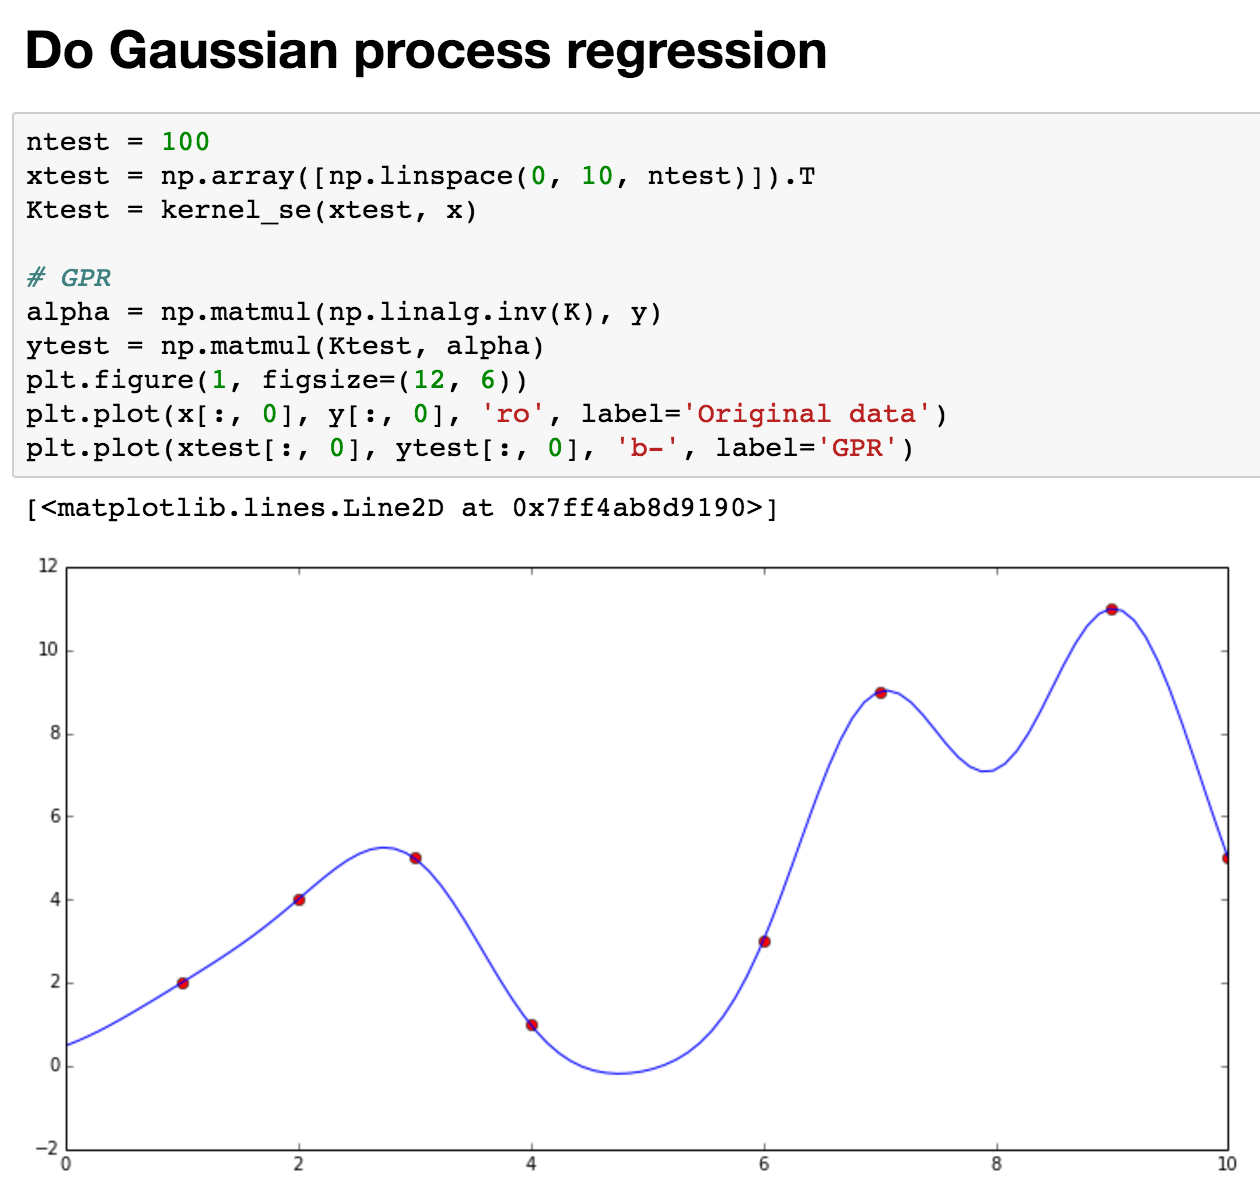 Do Gaussian process regression
ntest = 100
xtest = np.array([np.linspace(0, 10, ntest)]).T
Ktest = kernel_se(xtest, x)
# GPR
alpha = np.matmul(np.linalg.inv(K), y)
ytest = np.matmul(Ktest, alpha)
plt.figure(1, figsize=(12, 6))
plt.plot(x[:, 0], y[:, 0], 'ro', label='Original data')
plt.plot(xtest[:, 0], ytest[:, 0], 'b-', label='GPR')
[<matplotlib.lines.Line2D at 0x7ff4ab8d9190>]
12
10
8
6
4
2
0
−2
0 2 4 6 8 10